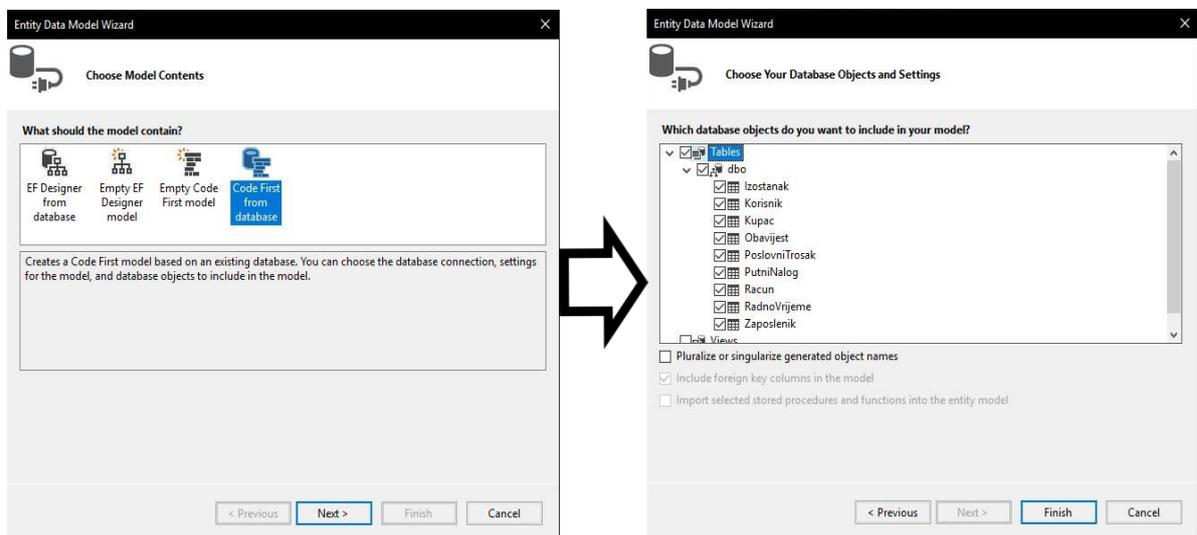 Entity Data Model Wizard
Choose Model Contents
What should the model contain?
EF Designer
from
database
Empty EF
Designer
model
Empty Code
First model
Code First
from
database
Creates a Code First model based on an existing database. You can choose the database connection, settings
for the model, and database objects to include in the model.
< Previous
Next >
Finish
Cancel
Entity Data Model Wizard
Choose Your Database Objects and Settings
Which database objects do you want to include in your model?
Tables
dbo
Izostanak
Korisnik
Kupac
Obavijest
PoslovniTrosak
PutniNalog
Racun
RadnoVrijeme
Zaposlenik
Views
Pluralize or singularize generated object names
Include foreign key columns in the model
Import selected stored procedures and functions into the entity model
< Previous
Next >
Finish
Cancel